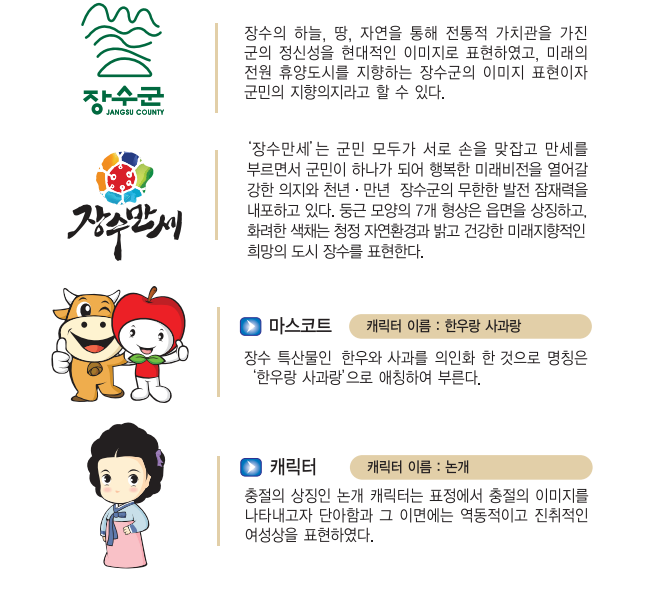 장수군
JANGSU COUNTY
장수의 하늘, 땅, 자연을 통해 전통적 가치관을 가진
군의 정신성을 현대적인 이미지로 표현하였고, 미래의
전원 휴양도시를 지향하는 장수군의 이미지 표현이자
군민의 지향의지라고 할 수 있다.
장수만세
'장수만세'는 군민 모두가 서로 손을 맞잡고 만세를
부르면서 군민이 하나가 되어 행복한 미래비전을 열어갈
강한 의지와 천년·만년 장수군의 무한한 발전 잠재력을
내포하고 있다. 둥근 모양의 7개 형상은 읍면을 상징하고,
화려한 색채는 청정 자연환경과 밝고 건강한 미래지향적인
희망의 도시 장수를 표현한다.
마스코트 캐릭터 이름 : 한우랑 사과랑
장수 특산물인 한우와 사과를 의인화 한 것으로 명칭은
'한우랑 사과랑'으로 애칭하여 부른다.
캐릭터 캐릭터 이름 : 논개
충절의 상징인 논개 캐릭터는 표정에서 충절의 이미지를
나타내고자 단아함과 그 이면에는 역동적이고 진취적인
여성상을 표현하였다.